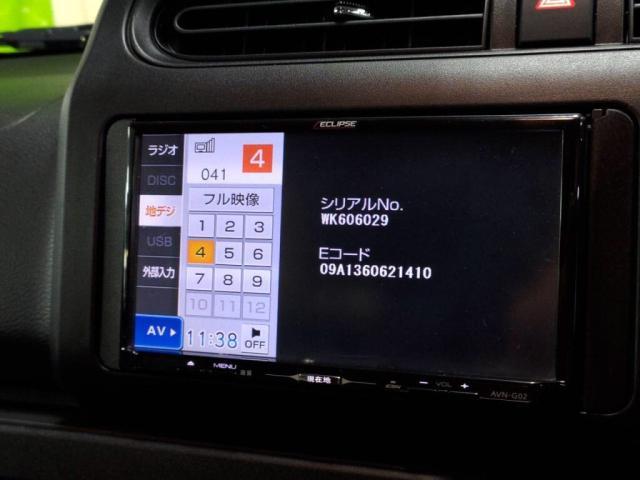 ECLIPSE
ラジオ
DISC
地デジ
USB
外部入力
AV
4
041
フル映像
1 2 3
4 5 6
7 8 9
10 11 12
11:38
OFF
シリアルNo.
WK606029
Eコード
09A1360621410
MENU
現在地
− VOL +
AVN-G02